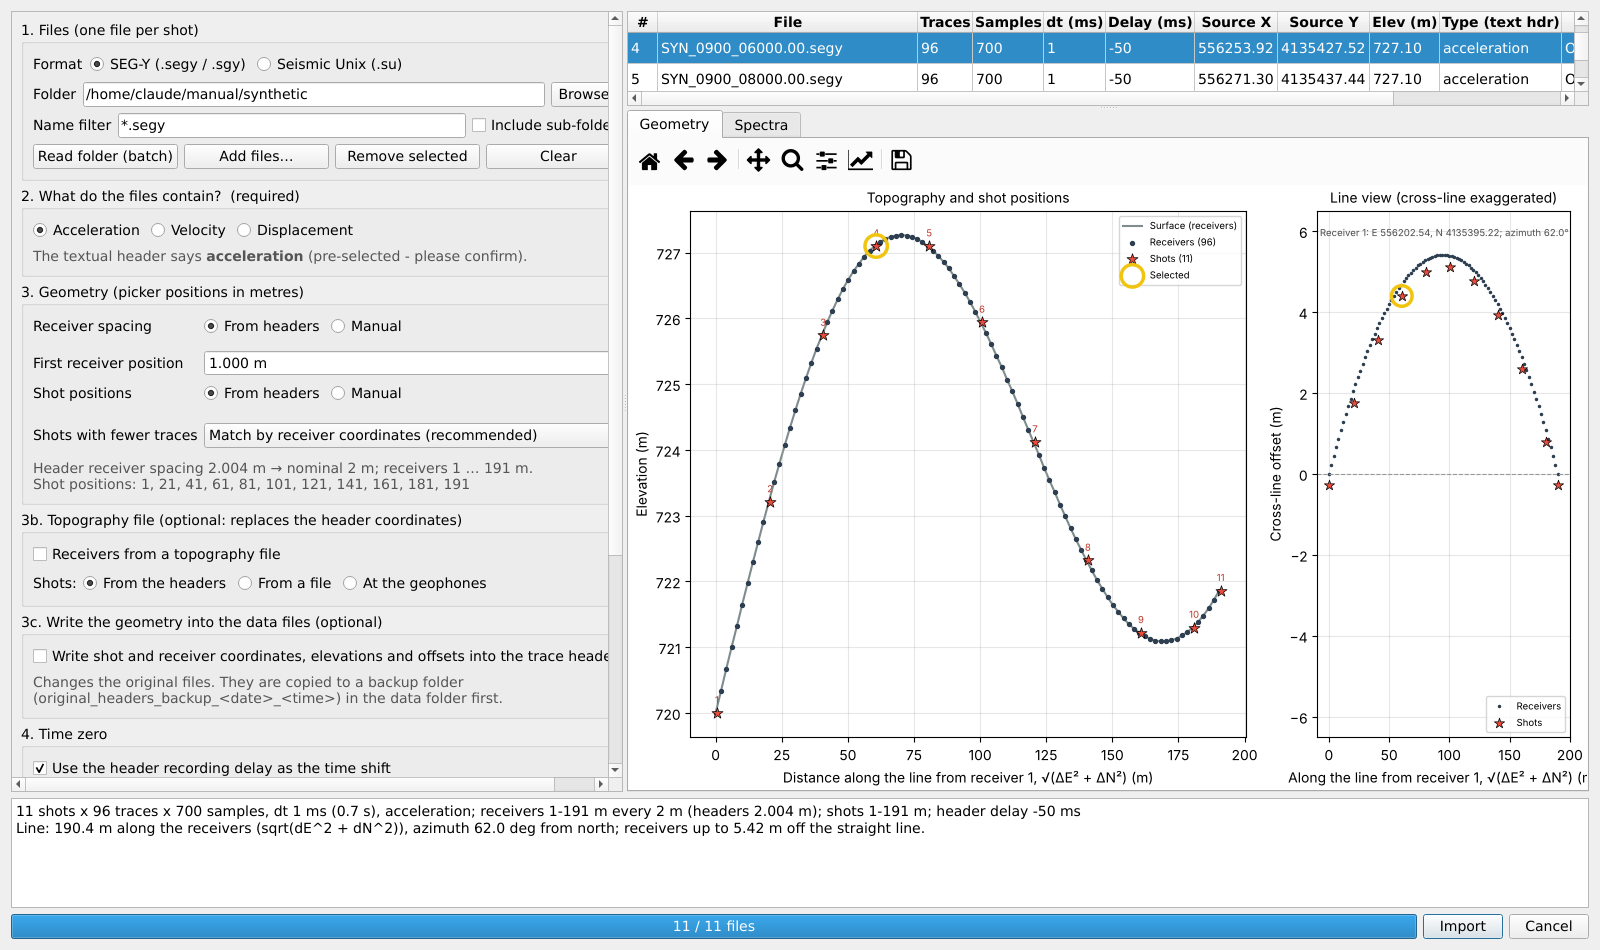 1. Files (one file per shot)
Format SEG-Y (.segy / .sgy) Seismic Unix (.su)
Folder /home/claude/manual/synthetic Browse
Name filter *.segy Include sub-folde
Read folder (batch) Add files... Remove selected Clear
2. What do the files contain? (required)
Acceleration Velocity Displacement
The textual header says acceleration (pre-selected - please confirm).
3. Geometry (picker positions in metres)
Receiver spacing From headers Manual
First receiver position 1.000 m
Shot positions From headers Manual
Shots with fewer traces Match by receiver coordinates (recommended)
Header receiver spacing 2.004 m → nominal 2 m; receivers 1 … 191 m.
Shot positions: 1, 21, 41, 61, 81, 101, 121, 141, 161, 181, 191
3b. Topography file (optional: replaces the header coordinates)
Receivers from a topography file
Shots: From the headers From a file At the geophones
3c. Write the geometry into the data files (optional)
Write shot and receiver coordinates, elevations and offsets into the trace heade
Changes the original files. They are copied to a backup folder
(original_headers_backup_<date>_<time>) in the data folder first.
4. Time zero
Use the header recording delay as the time shift
# File Traces Samples dt (ms) Delay (ms) Source X Source Y Elev (m) Type (text hdr)
4 SYN_0900_06000.00.segy 96 700 1 -50 556253.92 4135427.52 727.10 acceleration
5 SYN_0900_08000.00.segy 96 700 1 -50 556271.30 4135437.44 727.10 acceleration
Geometry Spectra
Topography and shot positions
Surface (receivers)
Receivers (96)
Shots (11)
Selected
Elevation (m)
727
726
725
724
723
722
721
720
1
2
3
4
5
6
7
8
9
10
11
0 25 50 75 100 125 150 175 200
Distance along the line from receiver 1, √(ΔE² + ΔN²) (m)
Line view (cross-line exaggerated)
Receiver 1: E 556202.54, N 4135395.22; azimuth 62.0°
Cross-line offset (m)
6
4
2
0
−2
−4
−6
Receivers
Shots
0 50 100 150 200
Along the line from receiver 1, √(ΔE² + ΔN²) (r
11 shots x 96 traces x 700 samples, dt 1 ms (0.7 s), acceleration; receivers 1-191 m every 2 m (headers 2.004 m); shots 1-191 m; header delay -50 ms
Line: 190.4 m along the receivers (sqrt(dE^2 + dN^2)), azimuth 62.0 deg from north; receivers up to 5.42 m off the straight line.
11 / 11 files
Import Cancel